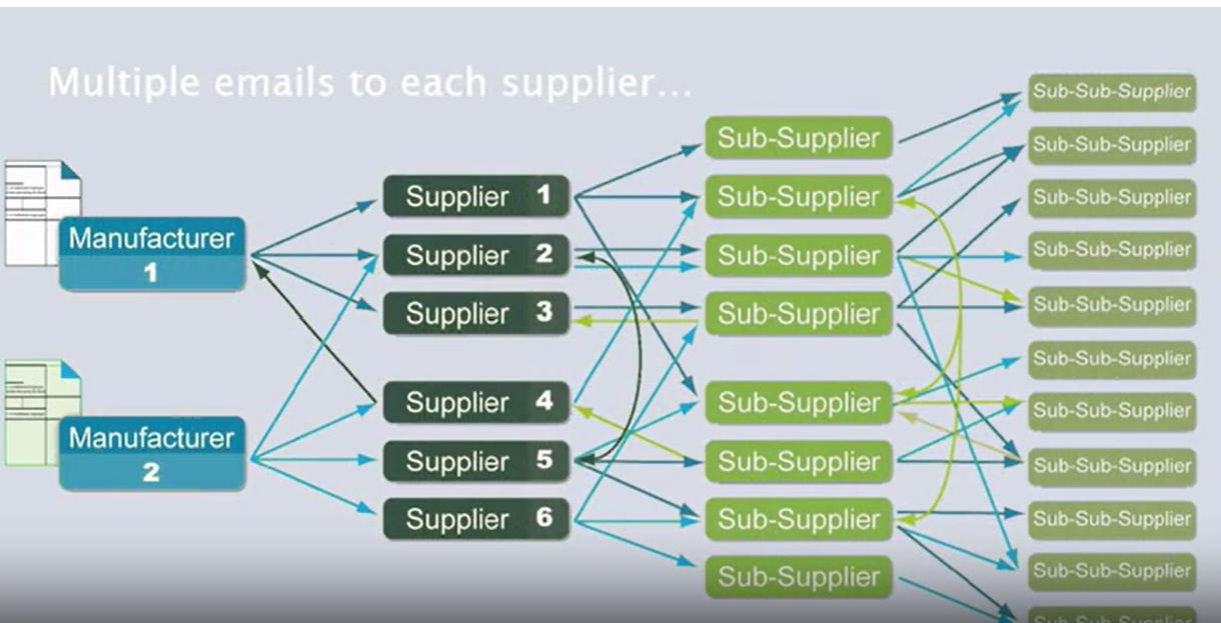 Multiple emails to each supplier...
Manufacturer
1
Manufacturer
2
Supplier 1
Supplier 2
Supplier 3
Supplier 4
Supplier 5
Supplier 6
Sub-Supplier
Sub-Supplier
Sub-Supplier
Sub-Supplier
Sub-Supplier
Sub-Supplier
Sub-Supplier
Sub-Supplier
Sub-Sub-Supplier
Sub-Sub-Supplier
Sub-Sub-Supplier
Sub-Sub-Supplier
Sub-Sub-Supplier
Sub-Sub-Supplier
Sub-Sub-Supplier
Sub-Sub-Supplier
Sub-Sub-Supplier
Sub-Sub-Supplier
Sub-Sub-Supplier